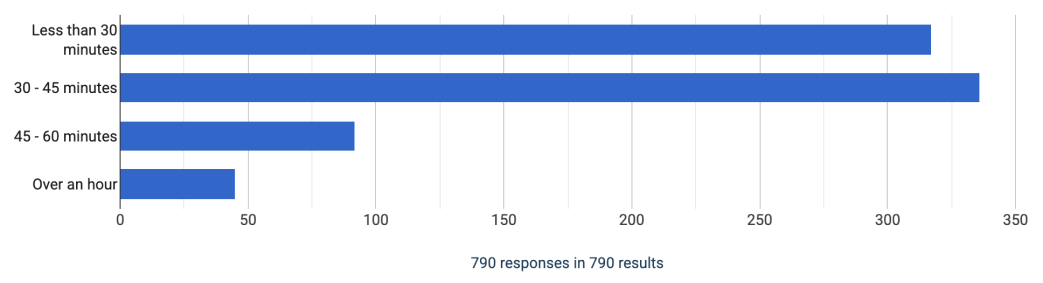 Less than 30
minutes
30 - 45 minutes
45 - 60 minutes
Over an hour
0 50 100 150 200 250 300 350
790 responses in 790 results